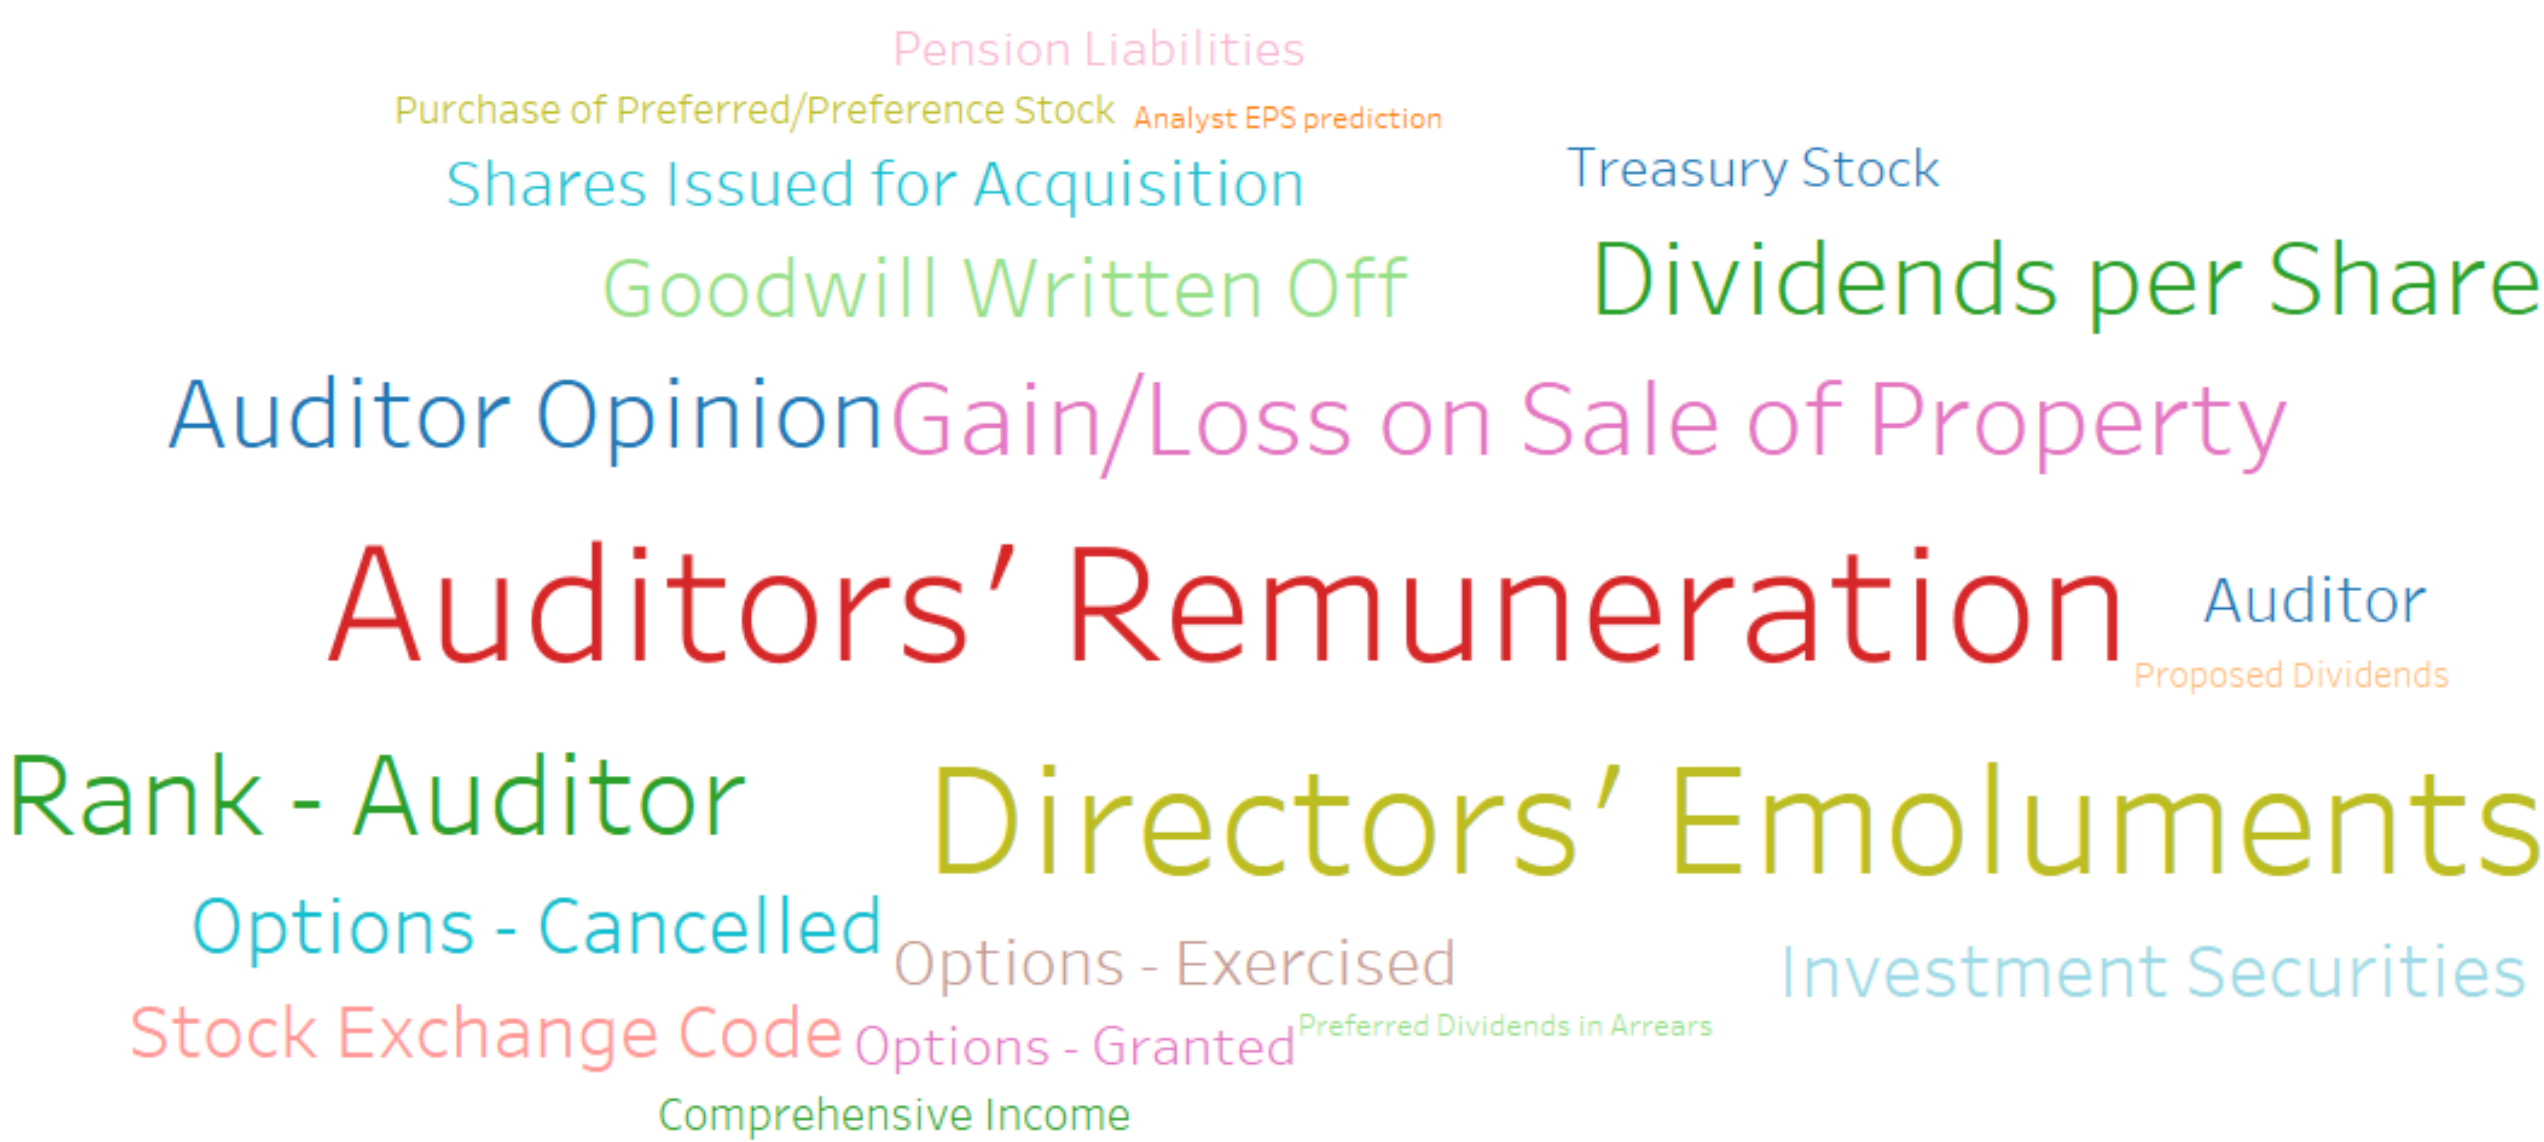 Pension Liabilities
Purchase of Preferred/Preference Stock Analyst EPS prediction
Shares Issued for Acquisition
Treasury Stock
Goodwill Written Off
Dividends per Share
Auditor Opinion
Gain/Loss on Sale of Property
Auditors’ Remuneration
Auditor
Proposed Dividends
Rank - Auditor
Directors’ Emoluments
Options - Cancelled
Options - Exercised
Investment Securities
Stock Exchange Code
Options - Granted
Preferred Dividends in Arrears
Comprehensive Income